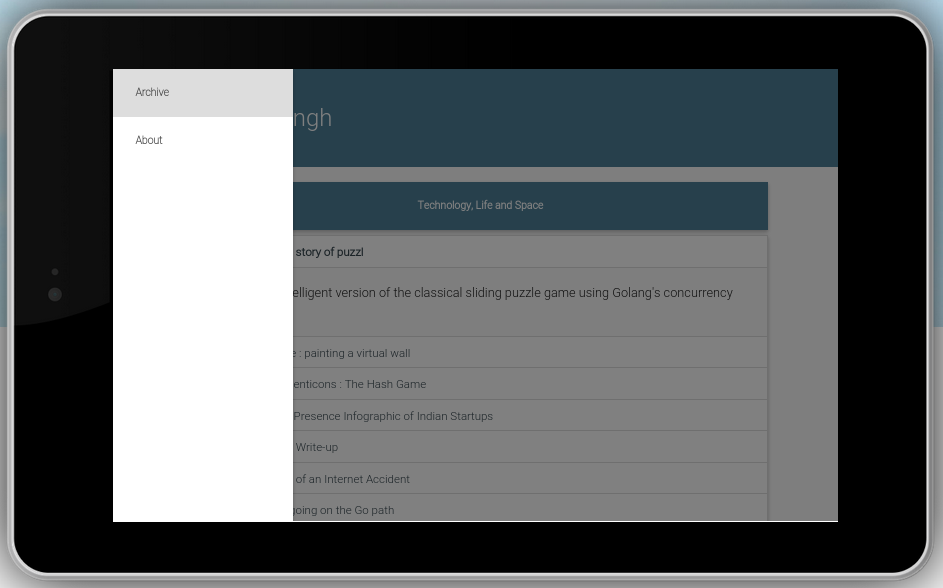 Archive
About
ngh
Technology, Life and Space
story of puzzl
elligent version of the classical sliding puzzle game using Golang's concurrency
: painting a virtual wall
enticons : The Hash Game
Presence Infographic of Indian Startups
Write-up
of an Internet Accident
going on the Go path